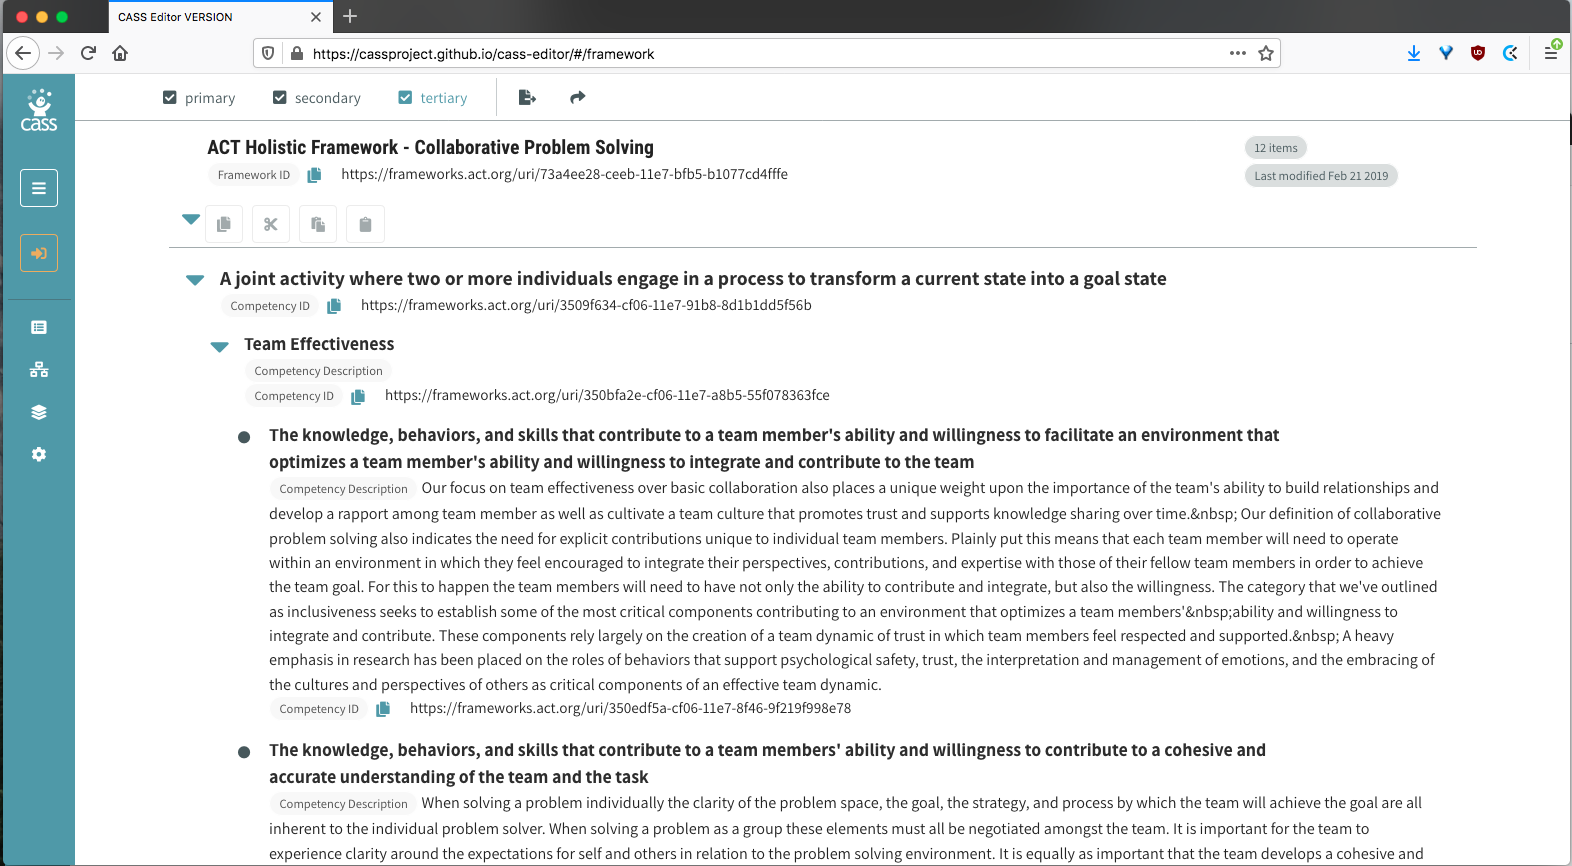 CASS Editor VERSION
https://cassproject.github.io/cass-editor/#/framework
cass
primary secondary tertiary
ACT Holistic Framework - Collaborative Problem Solving
12 items
Framework ID https://frameworks.act.org/uri/73a4ee28-ceeb-11e7-bfb5-b1077cd4fffe
Last modified Feb 21 2019
A joint activity where two or more individuals engage in a process to transform a current state into a goal state
Competency ID https://frameworks.act.org/uri/3509f634-cf06-11e7-91b8-8d1b1dd5f56b
Team Effectiveness
Competency Description
Competency ID https://frameworks.act.org/uri/350bfa2e-cf06-11e7-a8b5-55f078363fce
The knowledge, behaviors, and skills that contribute to a team member's ability and willingness to facilitate an environment that
optimizes a team member's ability and willingness to integrate and contribute to the team
Competency Description Our focus on team effectiveness over basic collaboration also places a unique weight upon the importance of the team's ability to build relationships and
develop a rapport among team member as well as cultivate a team culture that promotes trust and supports knowledge sharing over time.&nbsp; Our definition of collaborative
problem solving also indicates the need for explicit contributions unique to individual team members. Plainly put this means that each team member will need to operate
within an environment in which they feel encouraged to integrate their perspectives, contributions, and expertise with those of their fellow team members in order to achieve
the team goal. For this to happen the team members will need to have not only the ability to contribute and integrate, but also the willingness. The category that we've outlined
as inclusiveness seeks to establish some of the most critical components contributing to an environment that optimizes a team members'&nbsp;ability and willingness to
integrate and contribute. These components rely largely on the creation of a team dynamic of trust in which team members feel respected and supported.&nbsp; A heavy
emphasis in research has been placed on the roles of behaviors that support psychological safety, trust, the interpretation and management of emotions, and the embracing of
the cultures and perspectives of others as critical components of an effective team dynamic.
Competency ID https://frameworks.act.org/uri/350edf5a-cf06-11e7-8f46-9f219f998e78
The knowledge, behaviors, and skills that contribute to a team members' ability and willingness to contribute to a cohesive and
accurate understanding of the team and the task
Competency Description When solving a problem individually the clarity of the problem space, the goal, the strategy, and process by which the team will achieve the goal are all
inherent to the individual problem solver. When solving a problem as a group these elements must all be negotiated amongst the team. It is important for the team to
experience clarity around the expectations for self and others in relation to the problem solving environment. It is equally as important that the team develops a cohesive and